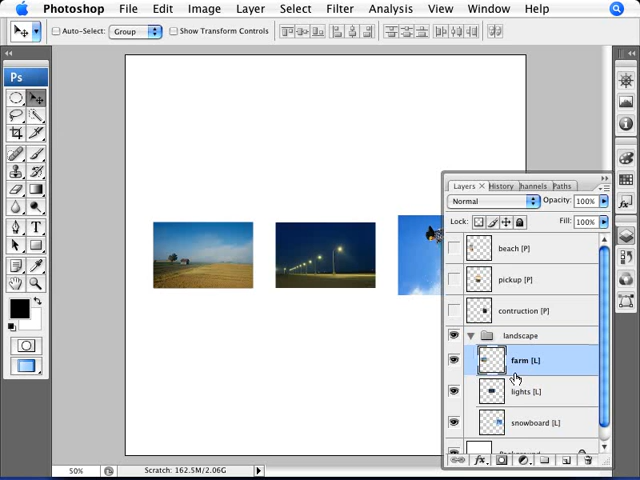 Photoshop File Edit Image Layer Select Filter Analysis View Window Help
Auto-Select: Group Show Transform Controls
Ps
Layers History hannels Paths
Normal Opacity: 100%
Lock: Fill: 100%
beach [P]
pickup [P]
contruction [P]
landscape
farm [L]
lights [L]
snowboard [L]
50% Scratch: 162.5M/2.06G